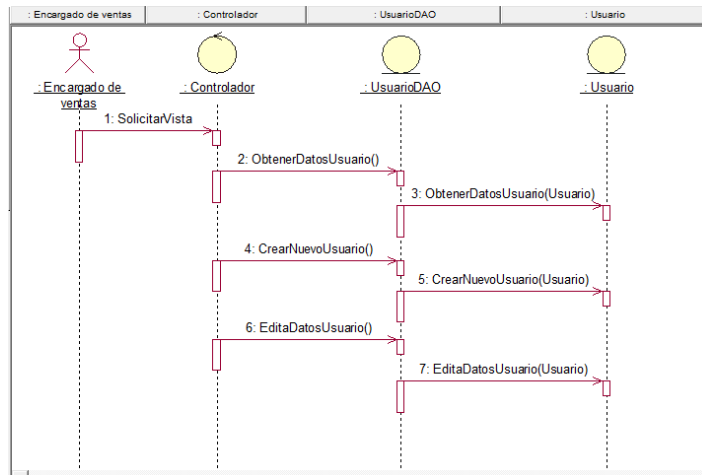 : Encargado de ventas
: Controlador
: UsuarioDAO
: Usuario
: Encargado de
ventas
: Controlador
: UsuarioDAO
: Usuario
1: SolicitarVista
2: ObtenerDatosUsuario()
3: ObtenerDatosUsuario(Usuario)
4: CrearNuevoUsuario()
5: CrearNuevoUsuario(Usuario)
6: EditaDatosUsuario()
7: EditaDatosUsuario(Usuario)